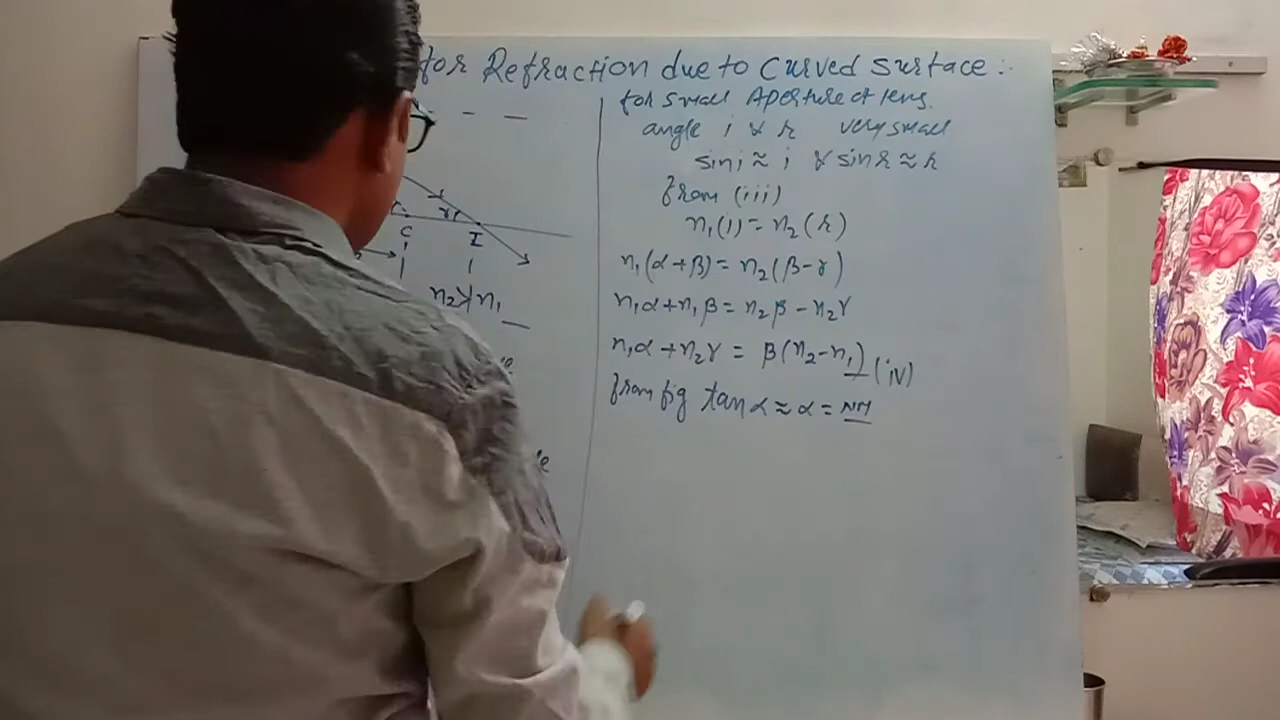 for Refraction due to Curved surface :-
γ
C
I
n₂>n₁
for small Aperture of lens.
angle i & r very small
sin i ≈ i & sin r ≈ r
from (iii)
n₁(i) = n₂(r)
n₁(α+β) = n₂(β-γ)
n₁α+n₁β = n₂β - n₂γ
n₁α + n₂γ = β(n₂-n₁) (iv)
from fig tan α ≈ α = NM